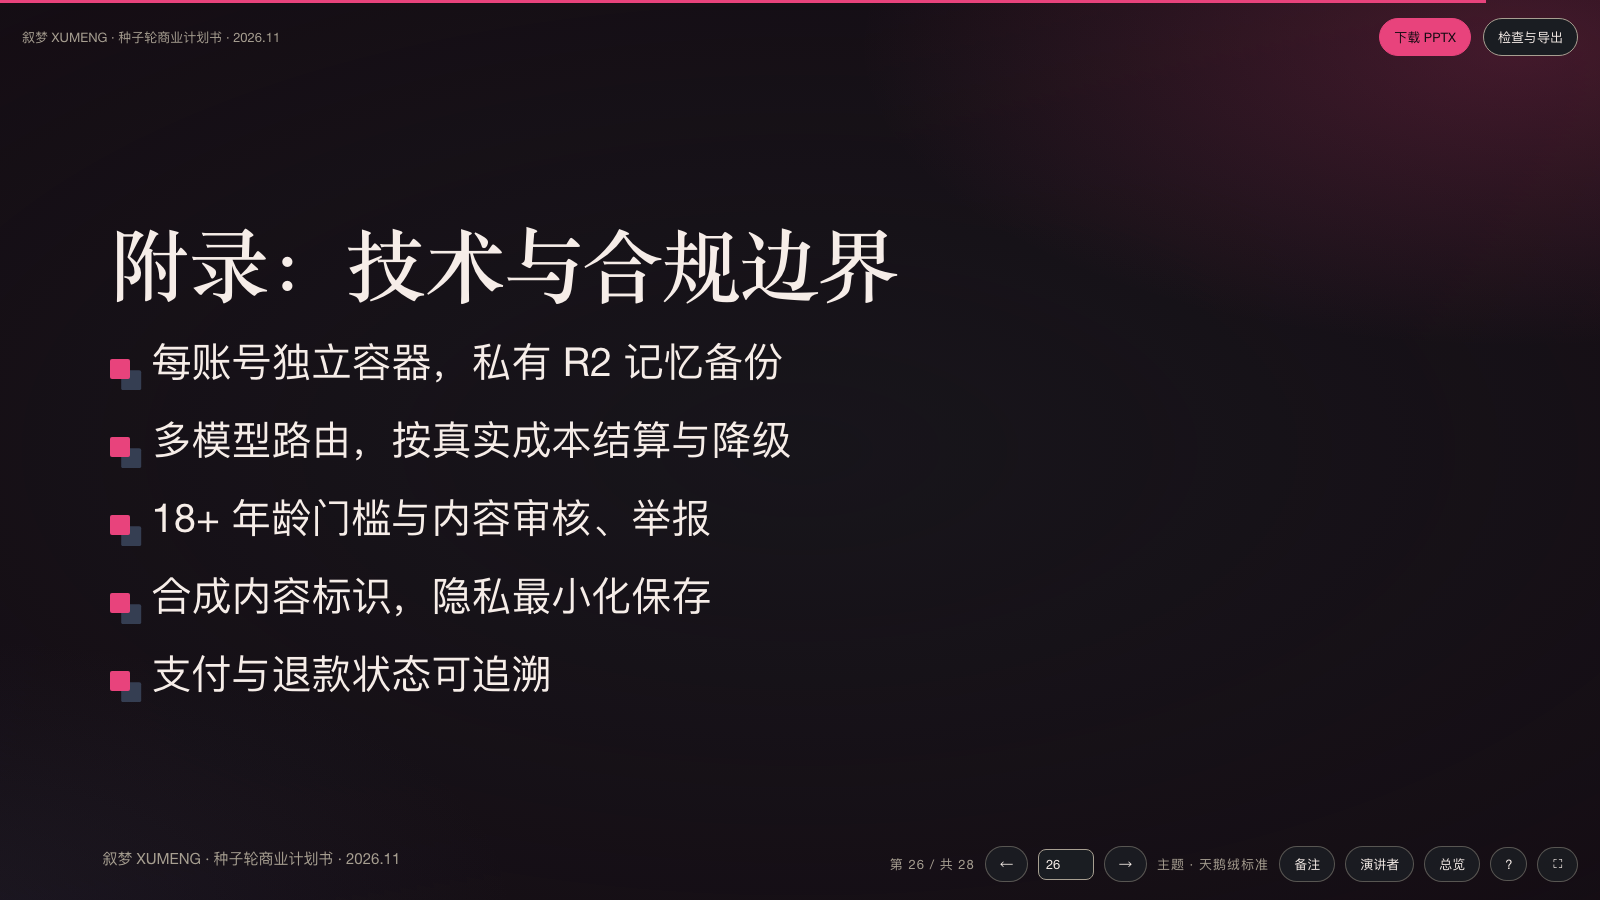 叙梦 XUMENG · 种子轮商业计划书 · 2026.11
下载 PPTX
检查与导出
附录：技术与合规边界
每账号独立容器，私有 R2 记忆备份
多模型路由，按真实成本结算与降级
18+ 年龄门槛与内容审核、举报
合成内容标识，隐私最小化保存
支付与退款状态可追溯
叙梦 XUMENG · 种子轮商业计划书 · 2026.11
第 26 / 共 28
←
26
→
主题 · 天鹅绒标准
备注
演讲者
总览
?